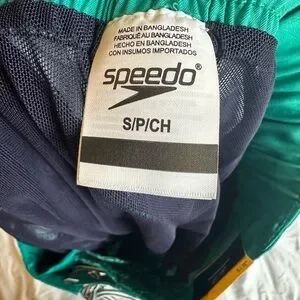 MADE IN BANGLADESH
FABRIQUÉ AU BANGLADESH
HECHO EN BANGLADESH
CON INSUMOS IMPORTADOS
speedo®
S/P/CH